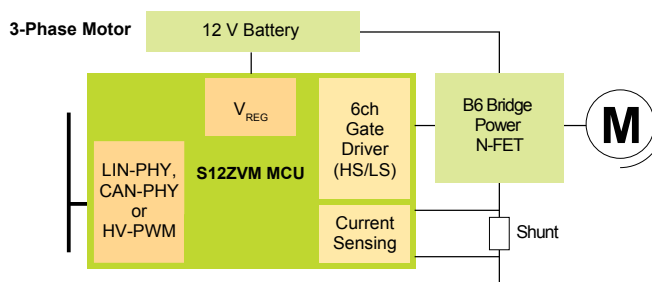 3-Phase Motor
12 V Battery
VREG
6ch
Gate
Driver
(HS/LS)
B6 Bridge
Power
N-FET
M
LIN-PHY,
CAN-PHY
or
HV-PWM
S12ZVM MCU
Current
Sensing
Shunt